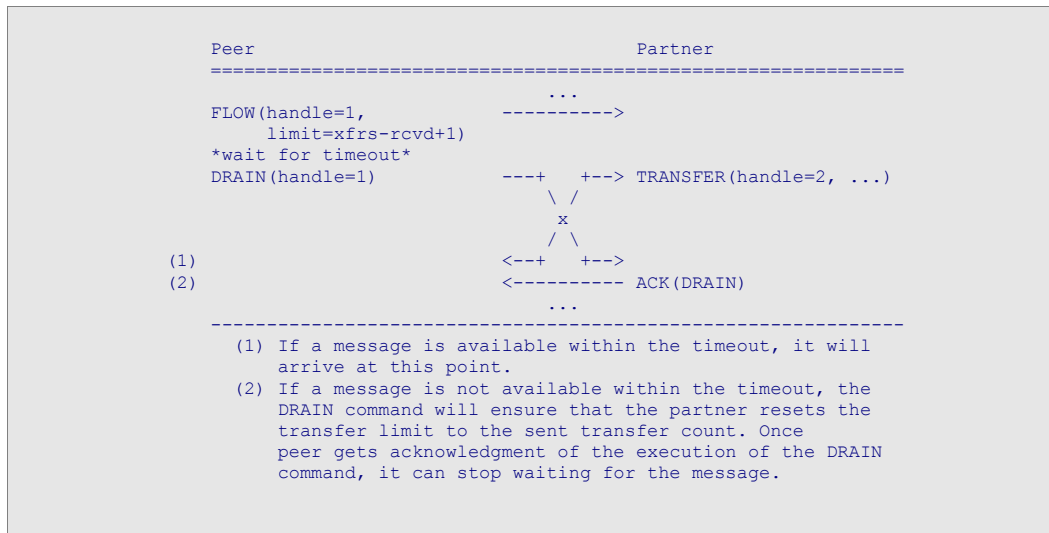 Peer                                  Partner
==============================================================
...
FLOW(handle=1,            ---------->
     limit=xfrs-rcvd+1)
*wait for timeout*
DRAIN(handle=1)           ---+   +--> TRANSFER(handle=2, ...)
\ /
x
/ \
(1)                            <--+   +-->
(2)                            <---------- ACK(DRAIN)
...
--------------------------------------------------------------
(1) If a message is available within the timeout, it will
    arrive at this point.
(2) If a message is not available within the timeout, the
    DRAIN command will ensure that the partner resets the
    transfer limit to the sent transfer count. Once
    peer gets acknowledgment of the execution of the DRAIN
    command, it can stop waiting for the message.